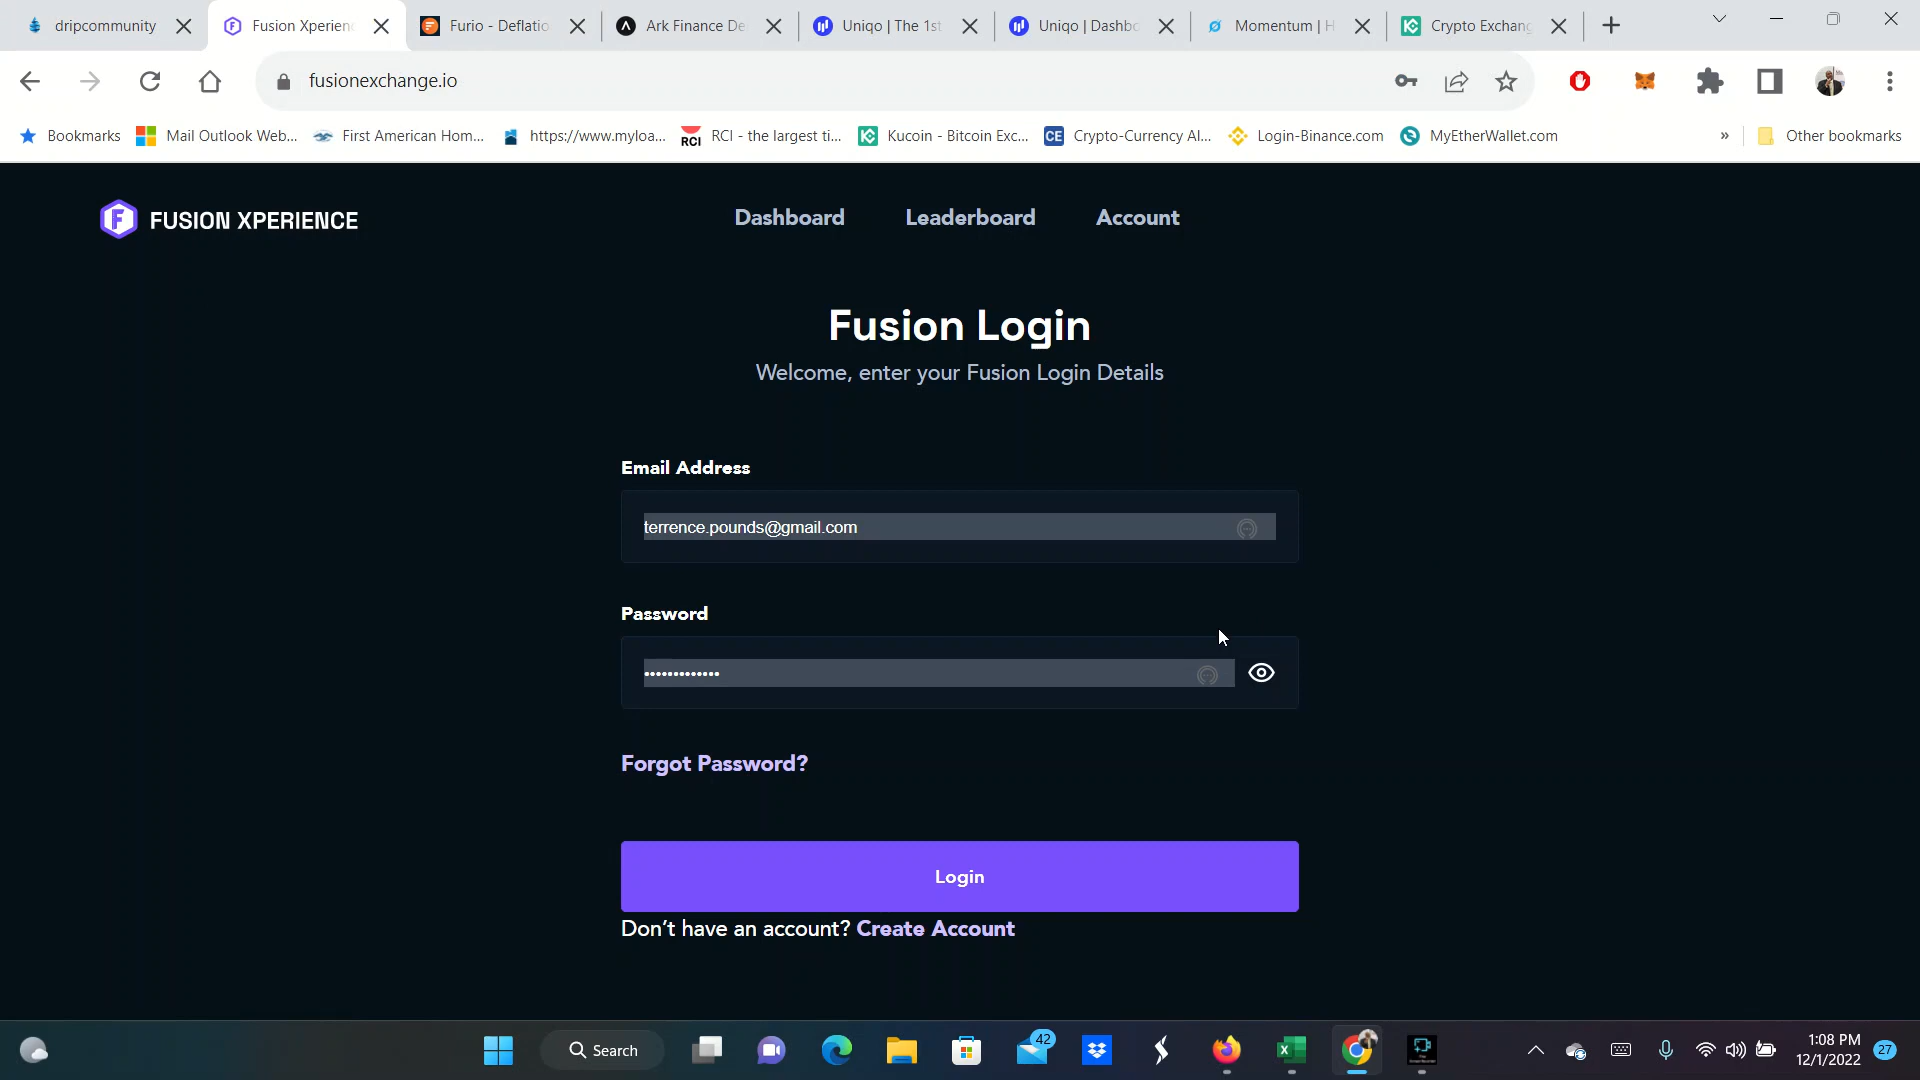 dripcommunity
Fusion Xperien
Furio - Deflatio
Ark Finance De
Uniqo | The 1st
Uniqo | Dashbo
Momentum | H
Crypto Exchang
fusionexchange.io
Bookmarks
Mail Outlook Web...
First American Hom...
https://www.myloa...
RCI
RCI - the largest ti...
Kucoin - Bitcoin Exc...
CE
Crypto-Currency Al...
Login-Binance.com
MyEtherWallet.com
»
Other bookmarks
F FUSION XPERIENCE
Dashboard
Leaderboard
Account
Fusion Login
Welcome, enter your Fusion Login Details
Email Address
terrence.pounds@gmail.com
Password
•••••••••••••
Forgot Password?
Login
Don’t have an account? Create Account
Search
42
1:08 PM
12/1/2022
27